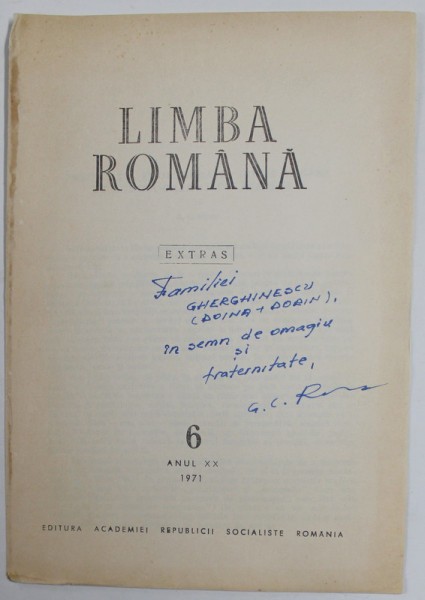 LIMBA
ROMÂNĂ
EXTRAS
Familiei
GHERGHINESCU
(DOINA + DORIN),
în semn de omagiu
și
fraternitate,
G. C.
6
ANUL XX
1971
EDITURA ACADEMIEI REPUBLICII SOCIALISTE ROMÂNIA